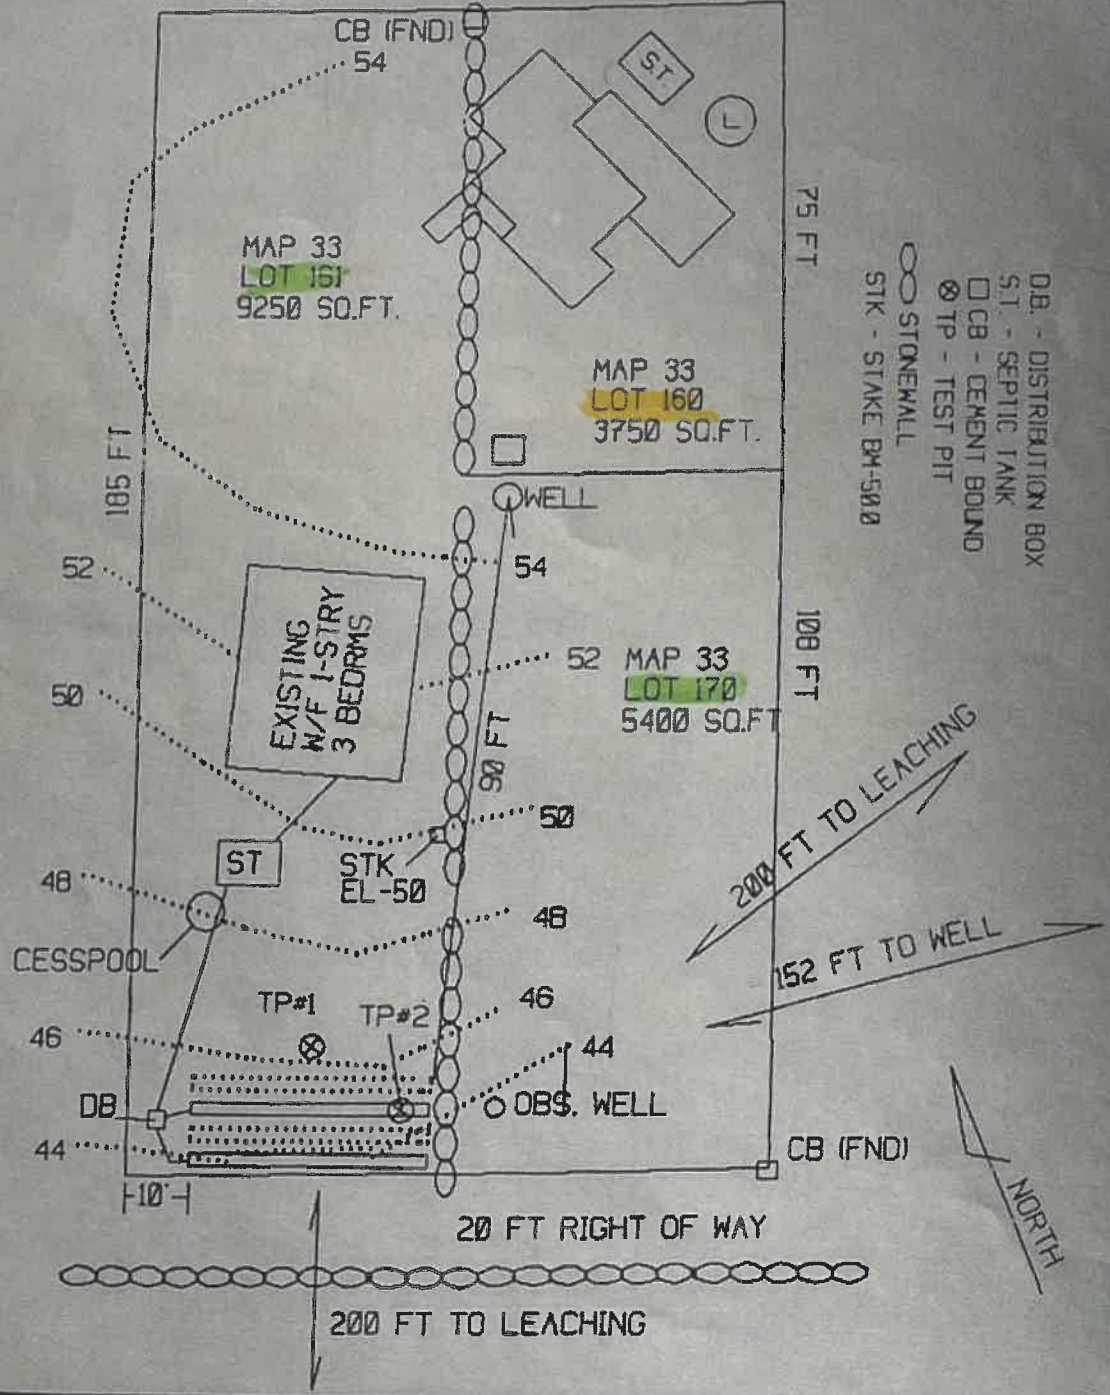 CB (FND)
54
S.T.
L
75 FT
MAP 33
LOT 161
9250 SQ.FT.
MAP 33
LOT 160
3750 SQ.FT.
D.B. - DISTRIBUTION BOX
S.T. - SEPTIC TANK
CB - CEMENT BOUND
TP - TEST PIT
STONEWALL
STK - STAKE BM-50.0
185 FT
WELL
54
52
EXISTING
W/F 1-STRY
3 BEDRMS
52
MAP 33
LOT 170
5400 SQ.FT
108 FT
50
90 FT
50
STK
EL-50
ST
200 FT TO LEACHING
48
48
CESSPOOL
152 FT TO WELL
TP#1
TP#2
46
46
44
DB
OBS. WELL
44
CB (FND)
10'
NORTH
20 FT RIGHT OF WAY
200 FT TO LEACHING